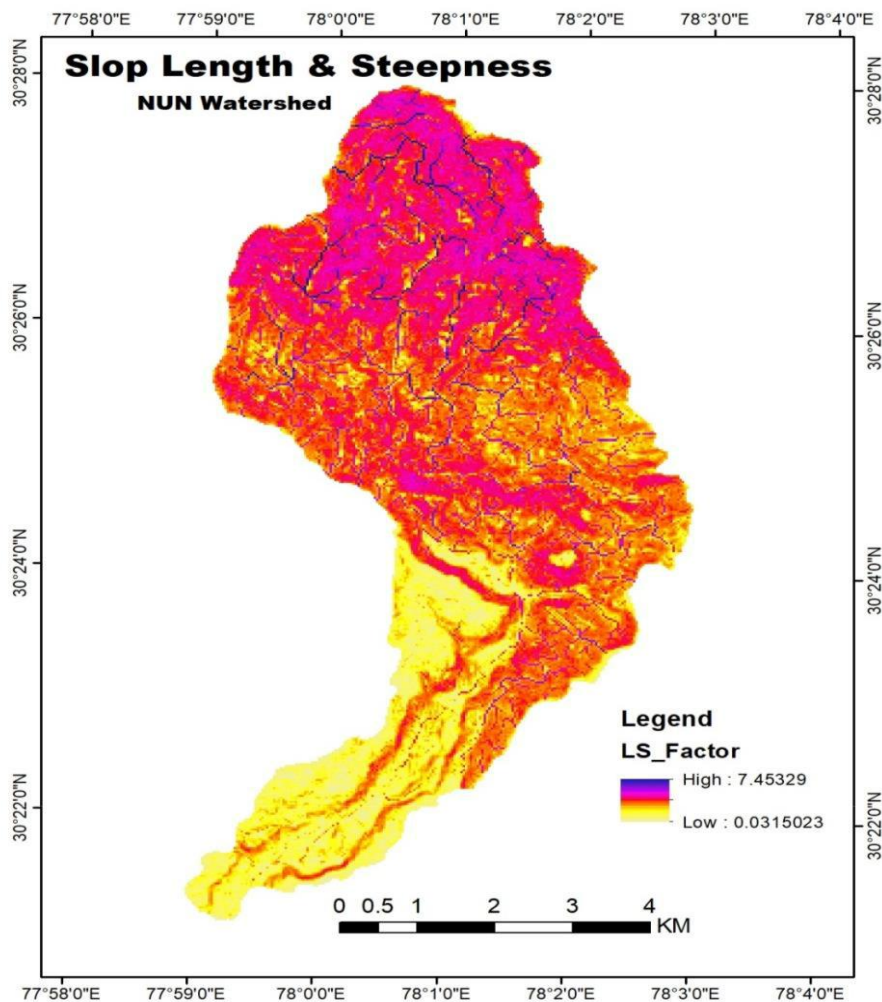 77°58'0"E 77°59'0"E 78°0'0"E 78°1'0"E 78°2'0"E 78°3'0"E 78°4'0"E
Slop Length & Steepness
NUN Watershed
30°28'0"N 30°28'0"N
30°26'0"N 30°26'0"N
30°24'0"N 30°24'0"N
30°22'0"N 30°22'0"N
Legend
LS_Factor
High : 7.45329
Low : 0.0315023
0 0.5 1 2 3 4
KM
77°58'0"E 77°59'0"E 78°0'0"E 78°1'0"E 78°2'0"E 78°3'0"E 78°4'0"E